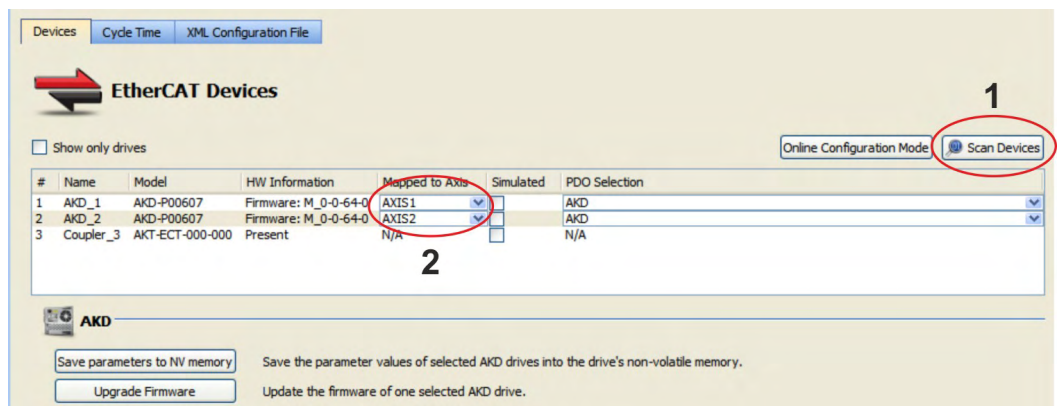 Devices Cycle Time XML Configuration File
EtherCAT Devices
1
Show only drives Online Configuration Mode Scan Devices
# Name Model HW Information Mapped to Axis Simulated PDO Selection
1 AKD_1 AKD-P00607 Firmware: M_0-0-64-0 AXIS1 AKD
2 AKD_2 AKD-P00607 Firmware: M_0-0-64-0 AXIS2 AKD
3 Coupler_3 AKT-ECT-000-000 Present N/A N/A
2
AKD
Save parameters to NV memory Save the parameter values of selected AKD drives into the drive's non-volatile memory.
Upgrade Firmware Update the firmware of one selected AKD drive.